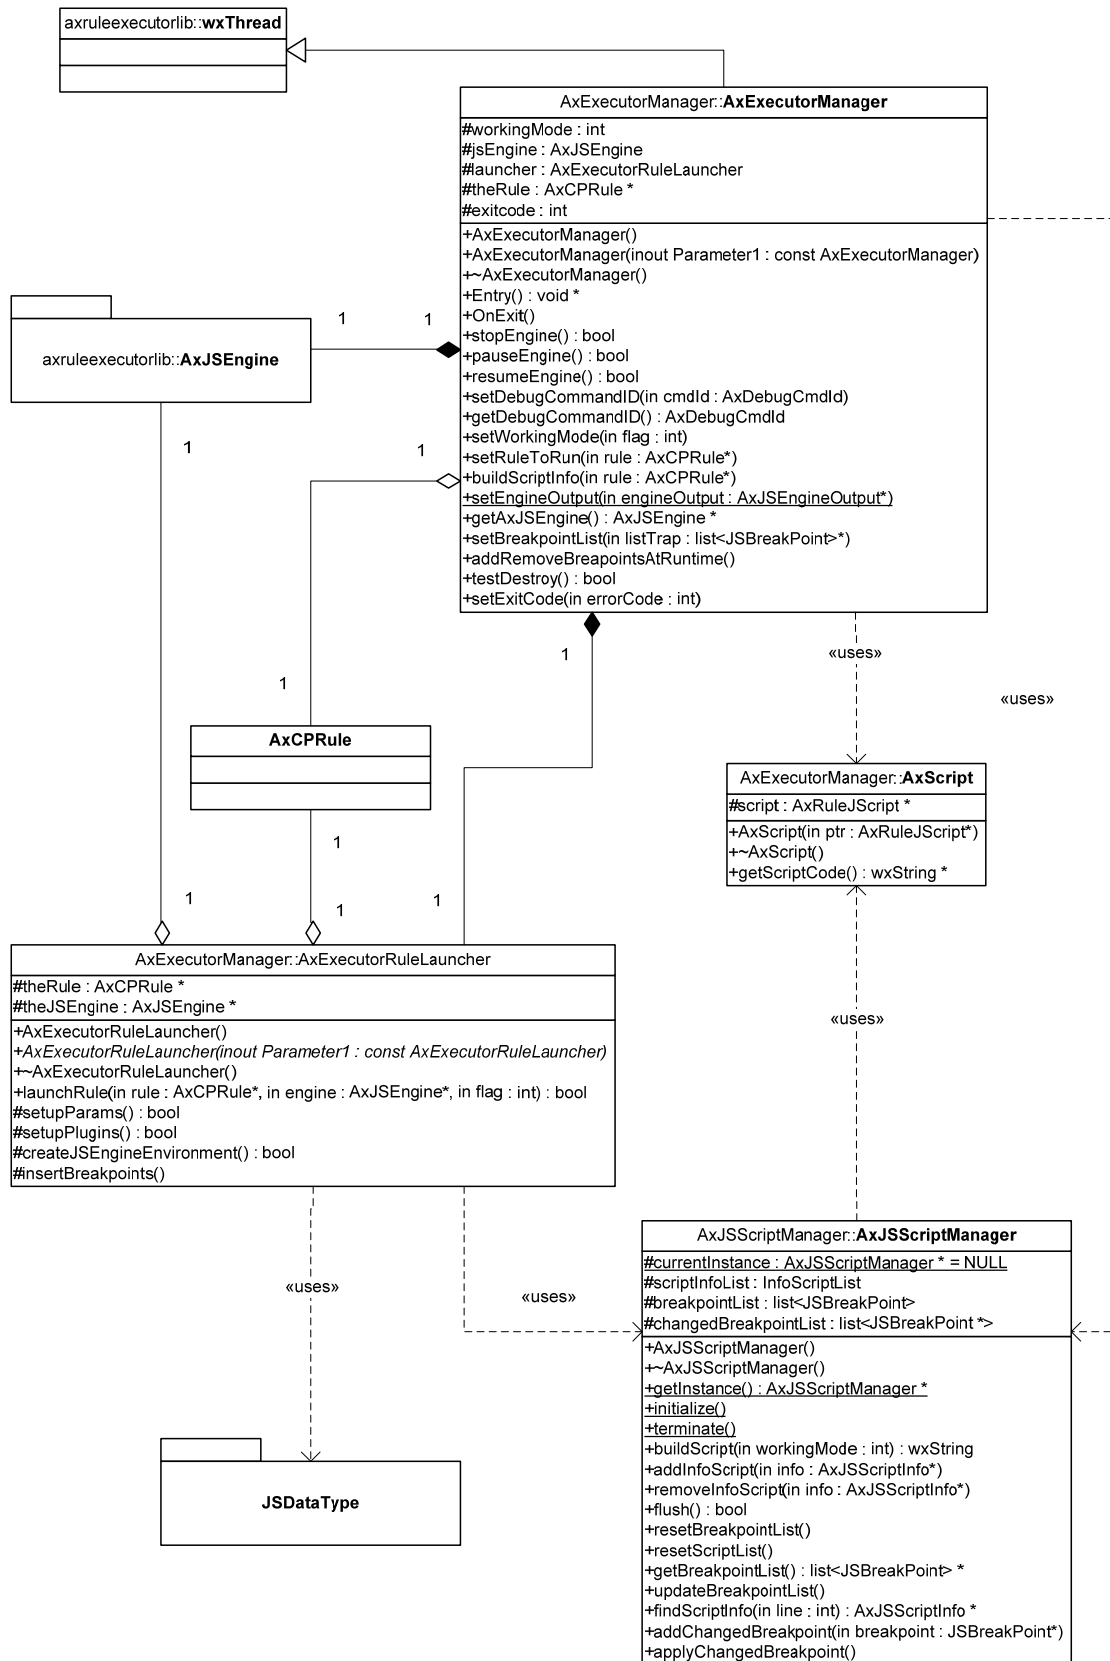 axruleexecutorlib::wxThread
AxExecutorManager::AxExecutorManager
#workingMode : int
#jsEngine : AxJSEngine
#launcher : AxExecutorRuleLauncher
#theRule : AxCPRule *
#exitcode : int
+AxExecutorManager()
+AxExecutorManager(inout Parameter1 : const AxExecutorManager)
+~AxExecutorManager()
+Entry() : void *
+OnExit()
+stopEngine() : bool
+pauseEngine() : bool
+resumeEngine() : bool
+setDebugCommandID(in cmdId : AxDebugCmdId)
+getDebugCommandID() : AxDebugCmdId
+setWorkingMode(in flag : int)
+setRuleToRun(in rule : AxCPRule*)
+buildScriptInfo(in rule : AxCPRule*)
+setEngineOutput(in engineOutput : AxJSEngineOutput*)
+getAxJSEngine() : AxJSEngine *
+setBreakpointList(in listTrap : list<JSBreakPoint>*)
+addRemoveBreapointsAtRuntime()
+testDestroy() : bool
+setExitCode(in errorCode : int)
1
1
axruleexecutorlib::AxJSEngine
1
1
1
«uses»
1
«uses»
AxCPRule
AxExecutorManager::AxScript
#script : AxRuleJScript *
+AxScript(in ptr : AxRuleJScript*)
+~AxScript()
+getScriptCode() : wxString *
1
1
1
1
AxExecutorManager::AxExecutorRuleLauncher
#theRule : AxCPRule *
#theJSEngine : AxJSEngine *
+AxExecutorRuleLauncher()
+AxExecutorRuleLauncher(inout Parameter1 : const AxExecutorRuleLauncher)
+~AxExecutorRuleLauncher()
+launchRule(in rule : AxCPRule*, in engine : AxJSEngine*, in flag : int) : bool
#setupParams() : bool
#setupPlugins() : bool
#createJSEngineEnvironment() : bool
#insertBreakpoints()
«uses»
«uses»
«uses»
AxJSScriptManager::AxJSScriptManager
#currentInstance : AxJSScriptManager * = NULL
#scriptInfoList : InfoScriptList
#breakpointList : list<JSBreakPoint>
#changedBreakpointList : list<JSBreakPoint *>
+AxJSScriptManager()
+~AxJSScriptManager()
+getInstance() : AxJSScriptManager *
+initialize()
+terminate()
+buildScript(in workingMode : int) : wxString
+addInfoScript(in info : AxJSScriptInfo*)
+removeInfoScript(in info : AxJSScriptInfo*)
+flush() : bool
+resetBreakpointList()
+resetScriptList()
+getBreakpointList() : list<JSBreakPoint> *
+updateBreakpointList()
+findScriptInfo(in line : int) : AxJSScriptInfo *
+addChangedBreakpoint(in breakpoint : JSBreakPoint*)
+applyChangedBreakpoint()
JSDataType